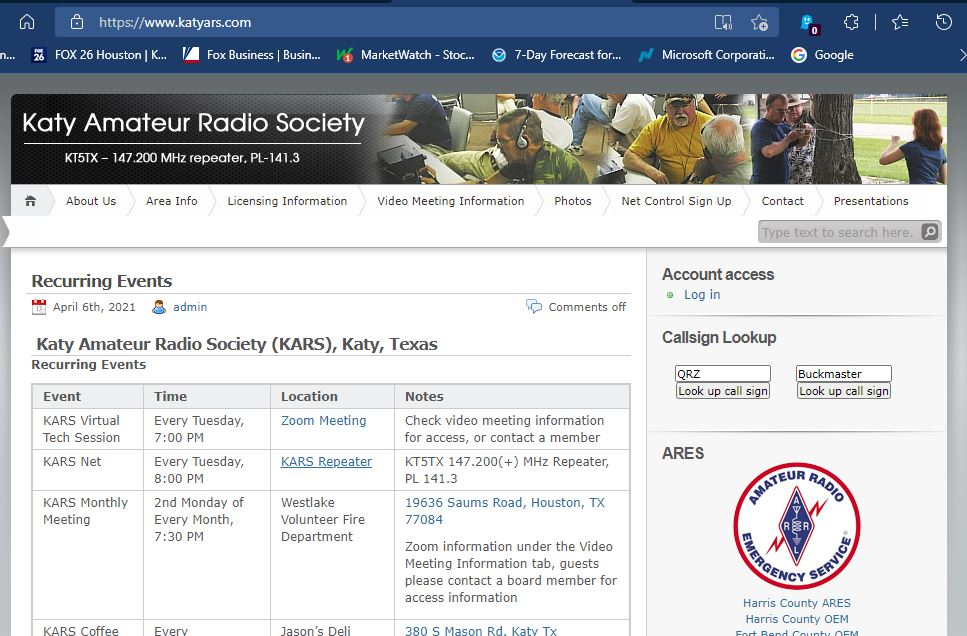 https://www.katyars.com
0
n...
FOX 26
FOX 26 Houston | K...
Fox Business | Busin...
1
MarketWatch - Stoc...
7-Day Forecast for...
Microsoft Corporati...
G
Google
Katy Amateur Radio Society
KT5TX – 147.200 MHz repeater, PL-141.3
About Us
Area Info
Licensing Information
Video Meeting Information
Photos
Net Control Sign Up
Contact
Presentations
Type text to search here.
Recurring Events
April 6th, 2021
admin
Comments off
Katy Amateur Radio Society (KARS), Katy, Texas
Recurring Events
Event Time Location Notes
KARS Virtual Tech Session Every Tuesday, 7:00 PM Zoom Meeting Check video meeting information for access, or contact a member
KARS Net Every Tuesday, 8:00 PM KARS Repeater KT5TX 147.200(+) MHz Repeater, PL 141.3
KARS Monthly Meeting 2nd Monday of Every Month, 7:30 PM Westlake Volunteer Fire Department 19636 Saums Road, Houston, TX 77084
Zoom information under the Video
Meeting Information tab, guests
please contact a board member for
access information
KARS Coffee Every Jason's Deli 380 S Mason Rd, Katy Tx
Account access
Log in
Callsign Lookup
QRZ
Look up call sign
Buckmaster
Look up call sign
ARES
AMATEUR RADIO
A
R R
L
EMERGENCY SERVICE
Harris County ARES
Harris County OEM
Fort Bend County OEM